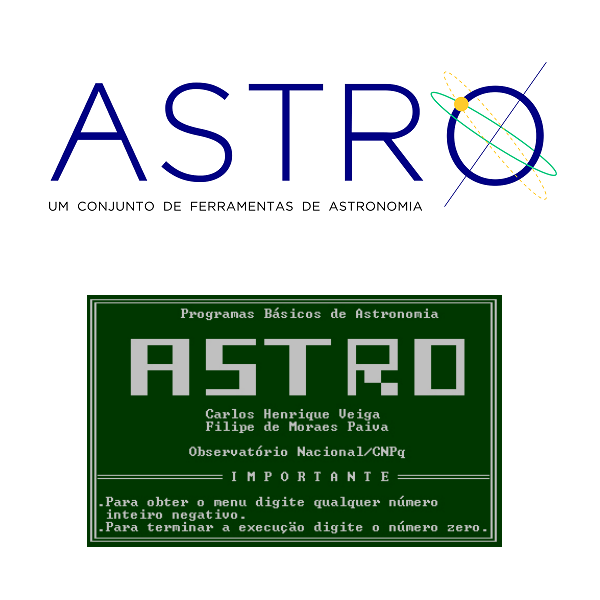 ASTRO
UM CONJUNTO DE FERRAMENTAS DE ASTRONOMIA
Programas Básicos de Astronomia
ASTRO
Carlos Henrique Veiga
Filipe de Moraes Paiva
Observatório Nacional/CNPq
I M P O R T A N T E
.Para obter o menu digite qualquer número
inteiro negativo.
.Para terminar a execução digite o número zero.